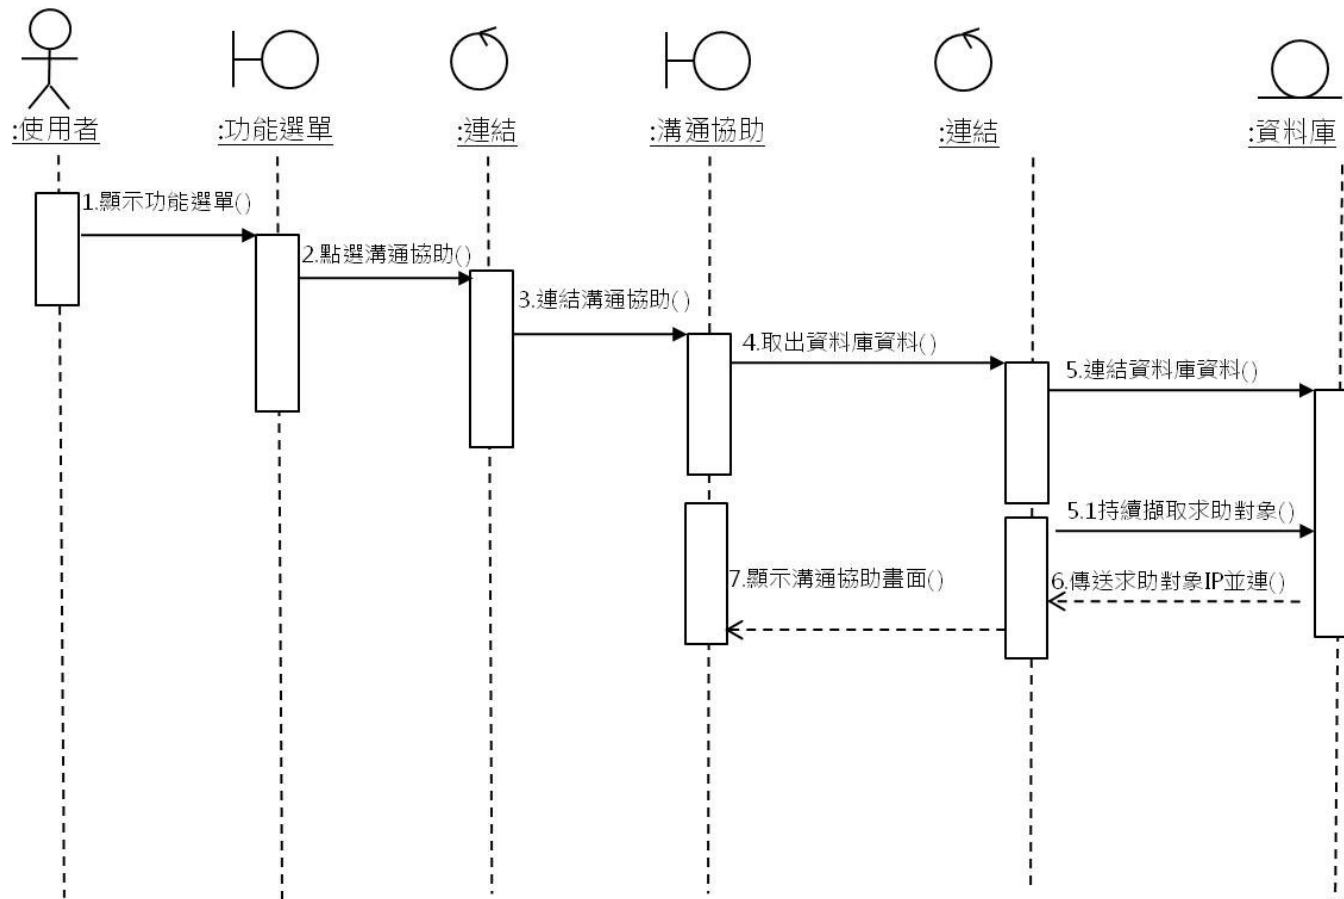 :使用者
:功能選單
:連結
:溝通協助
:連結
:資料庫
1.顯示功能選單()
2.點選溝通協助()
3.連結溝通協助()
4.取出資料庫資料()
5.連結資料庫資料()
5.1持續擷取求助對象()
6.傳送求助對象IP並連()
7.顯示溝通協助畫面()